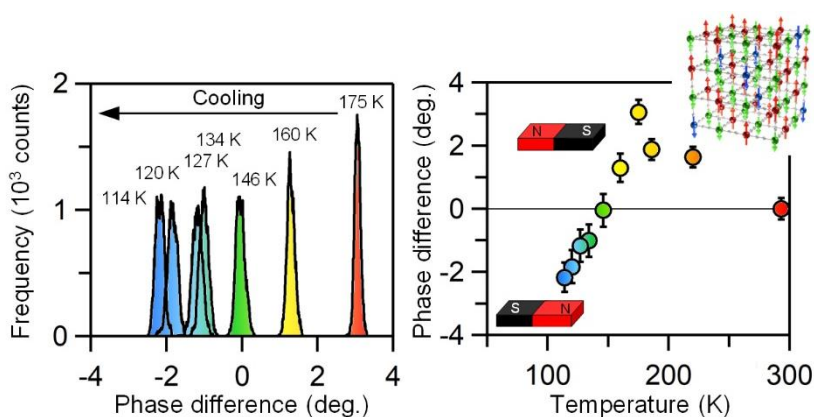 Frequency (10³ counts)
2
1
0
Cooling
175 K
160 K
134 K
127 K
146 K
120 K
114 K
-4
-2
0
2
4
Phase difference (deg.)
Phase difference (deg.)
4
2
0
-2
-4
N S
S N
100
200
300
Temperature (K)